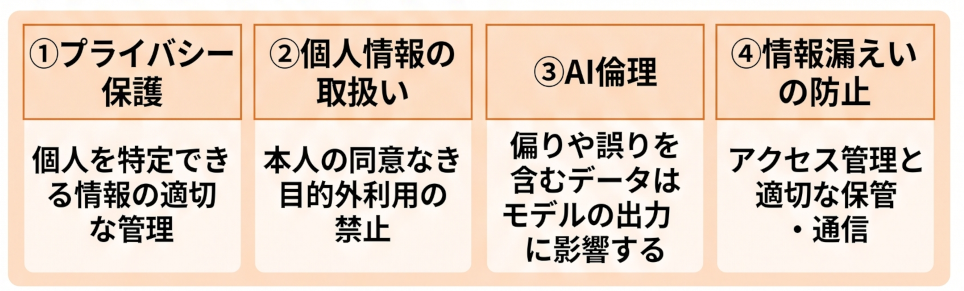 ①プライバシー
保護
個人を特定でき
る情報の適切
な管理
②個人情報の
取扱い
本人の同意なき
目的外利用の
禁止
③AI倫理
偏りや誤りを
含むデータは
モデルの出力
に影響する
④情報漏えい
の防止
アクセス管理と
適切な保管
・通信